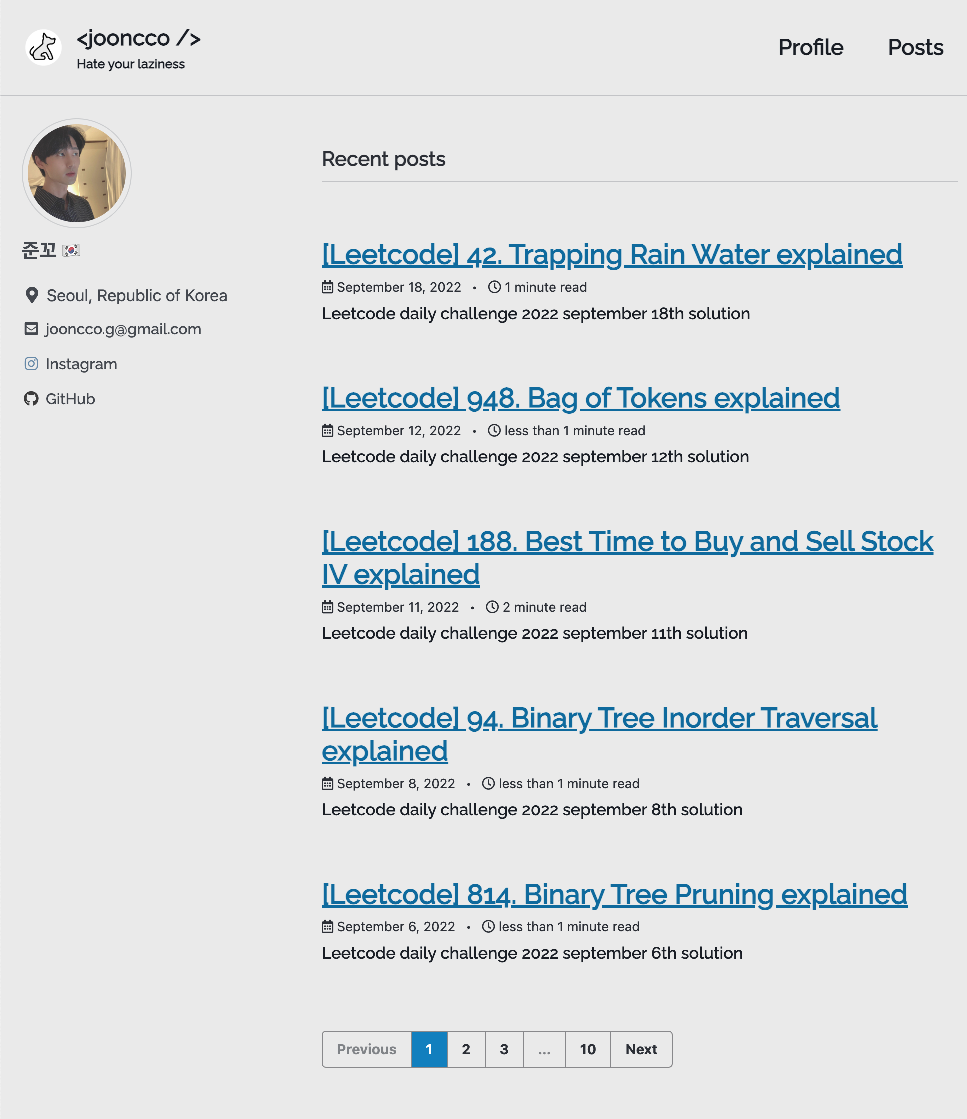 <jooncco />
Hate your laziness
Profile
Posts
준꼬
Seoul, Republic of Korea
jooncco.g@gmail.com
Instagram
GitHub
Recent posts
[Leetcode] 42. Trapping Rain Water explained
September 18, 2022 • 1 minute read
Leetcode daily challenge 2022 september 18th solution
[Leetcode] 948. Bag of Tokens explained
September 12, 2022 • less than 1 minute read
Leetcode daily challenge 2022 september 12th solution
[Leetcode] 188. Best Time to Buy and Sell Stock
IV explained
September 11, 2022 • 2 minute read
Leetcode daily challenge 2022 september 11th solution
[Leetcode] 94. Binary Tree Inorder Traversal
explained
September 8, 2022 • less than 1 minute read
Leetcode daily challenge 2022 september 8th solution
[Leetcode] 814. Binary Tree Pruning explained
September 6, 2022 • less than 1 minute read
Leetcode daily challenge 2022 september 6th solution
Previous 1 2 3 ... 10 Next